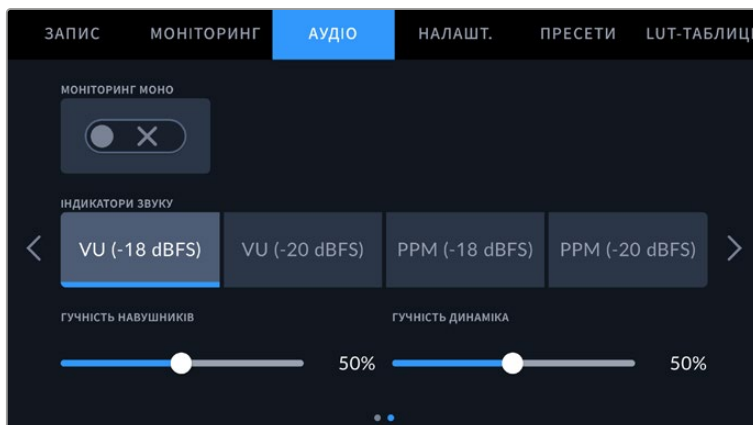 ЗАПИС МОНІТОРИНГ АУДІО НАЛАШТ. ПРЕСЕТИ LUT-ТАБЛИЦІ
МОНІТОРИНГ МОНО
ІНДИКАТОРИ ЗВУКУ
VU (-18 dBFS) VU (-20 dBFS) PPM (-18 dBFS) PPM (-20 dBFS)
ГУЧНІСТЬ НАВУШНИКІВ ГУЧНІСТЬ ДИНАМІКА
50% 50%